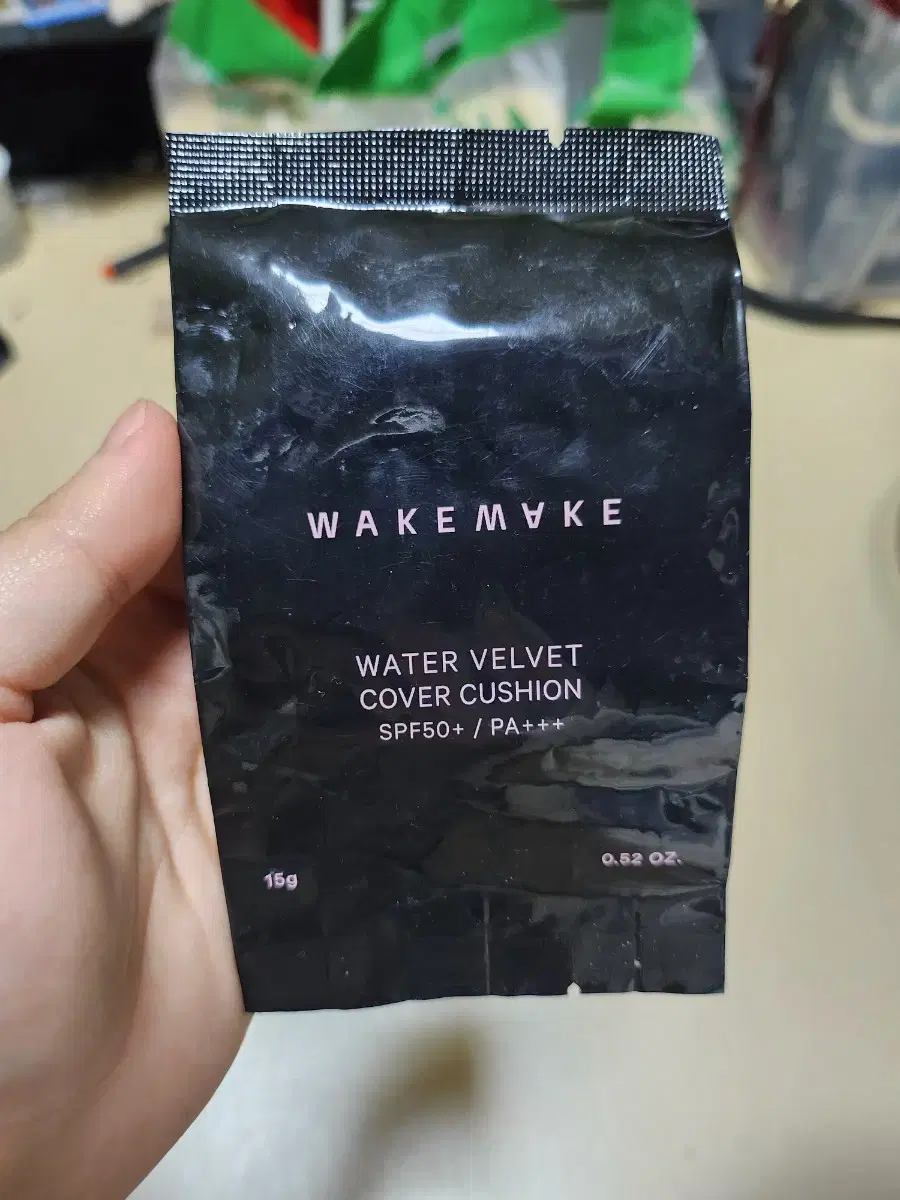 WAKEMAKE
WATER VELVET
COVER CUSHION
SPF50+ / PA+++
15g
0.52 OZ.